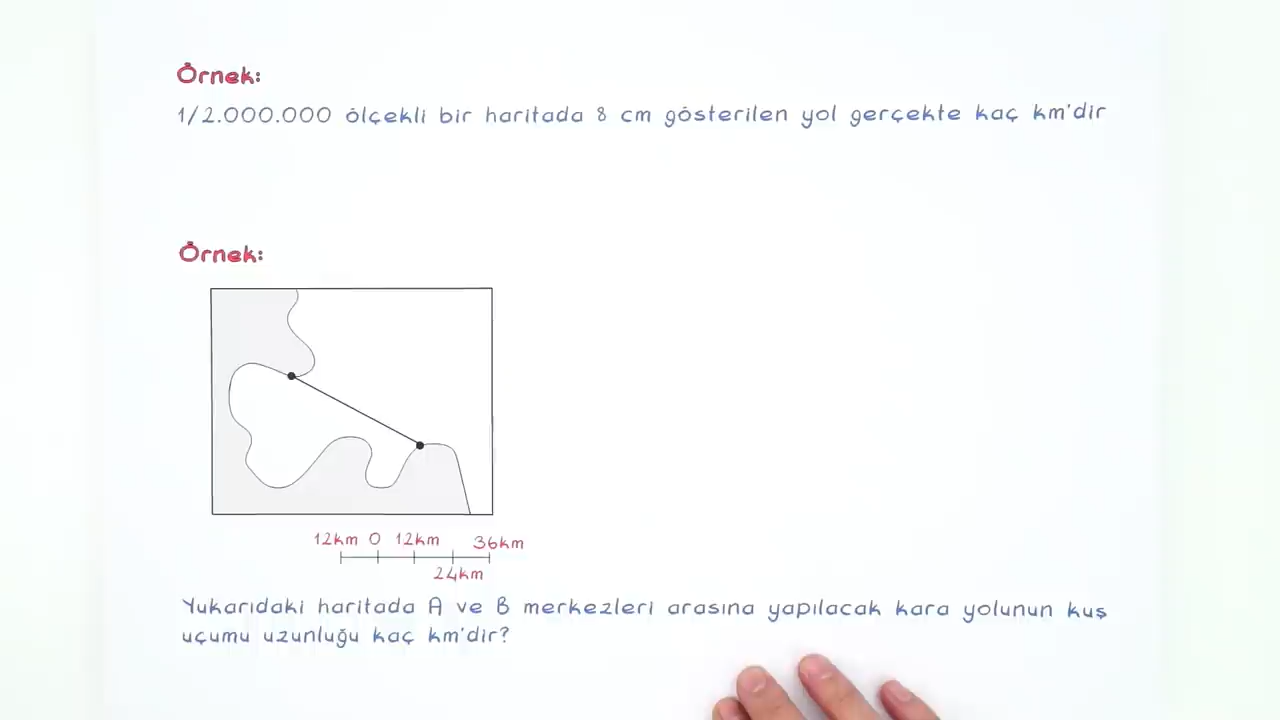 Örnek:
1/2.000.000 ölçekli bir haritada 8 cm gösterilen yol gerçekte kaç km'dir
Örnek:
12km 0 12km 36km
24km
Yukarıdaki haritada A ve B merkezleri arasına yapılacak kara yolunun kuş
uçumu uzunluğu kaç km'dir?